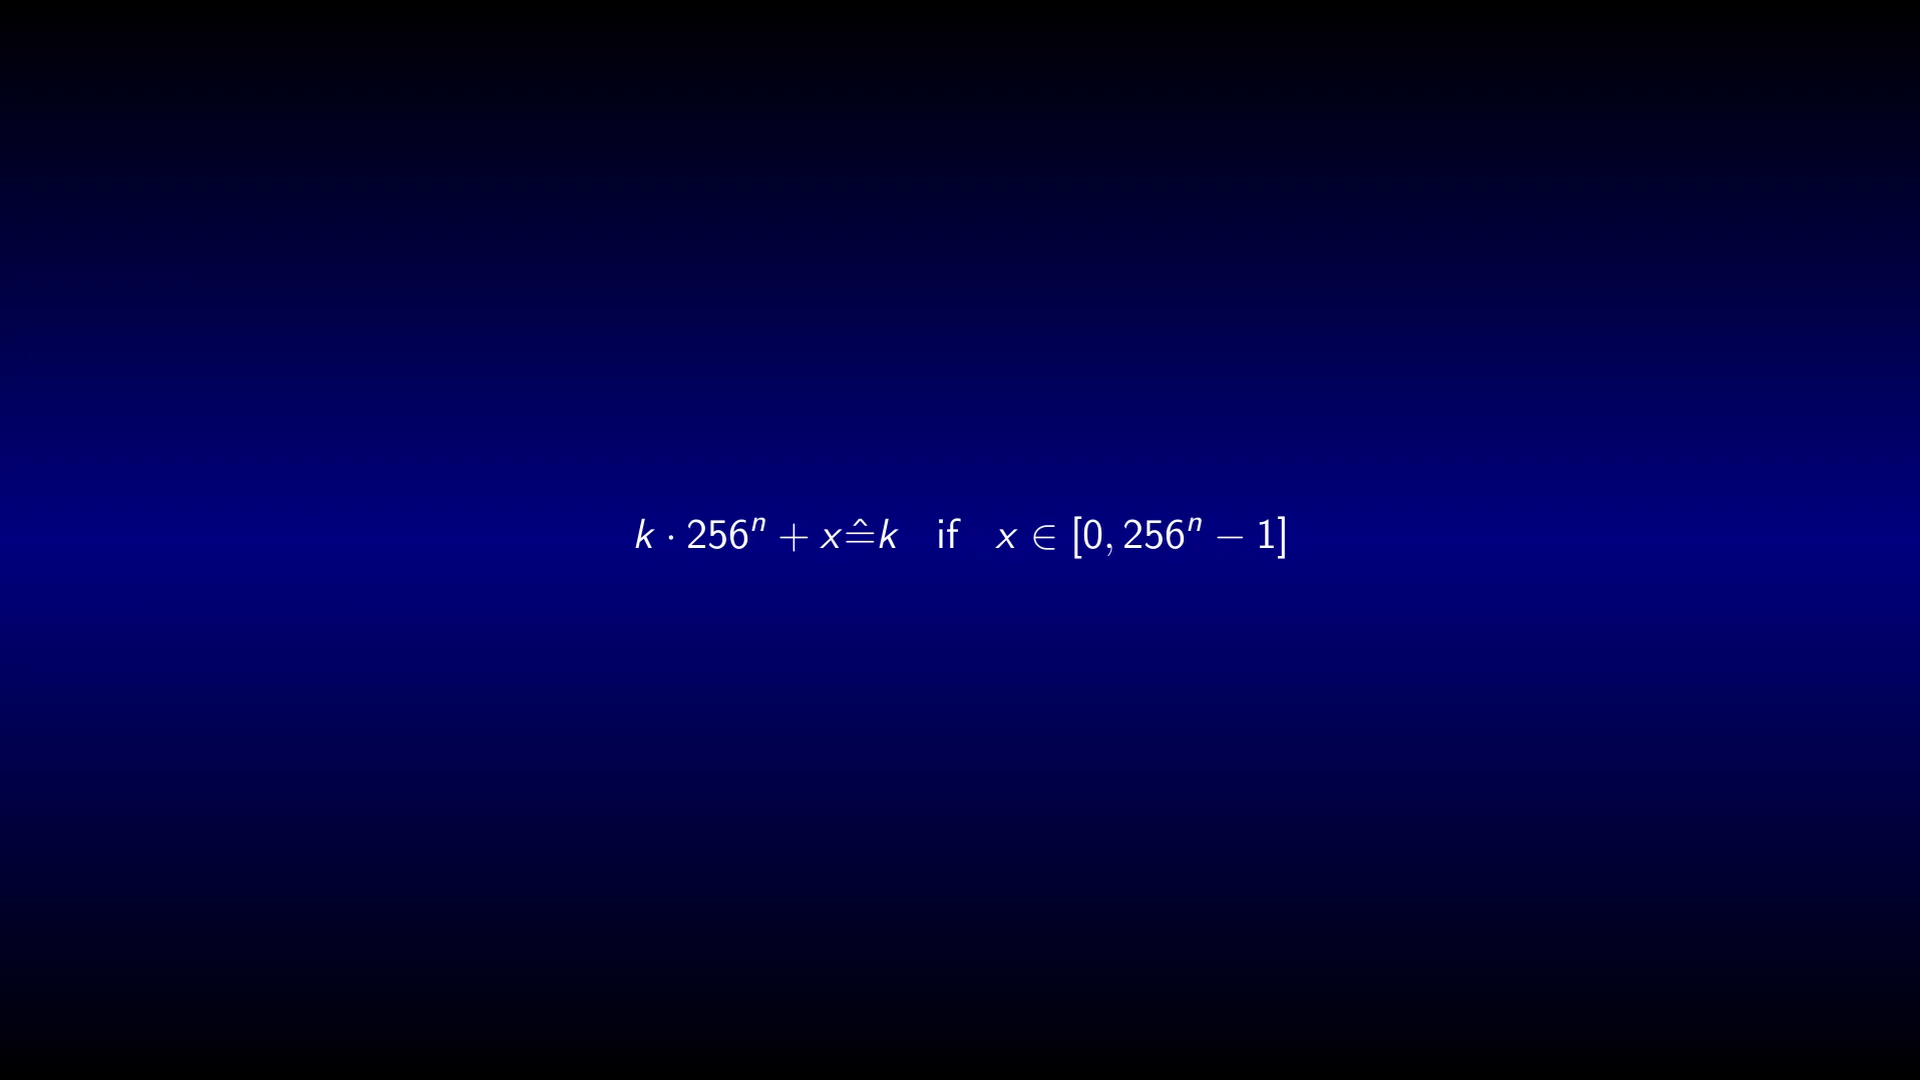 k · 256ⁿ + x ≙ k if x ∈ [0, 256ⁿ − 1]